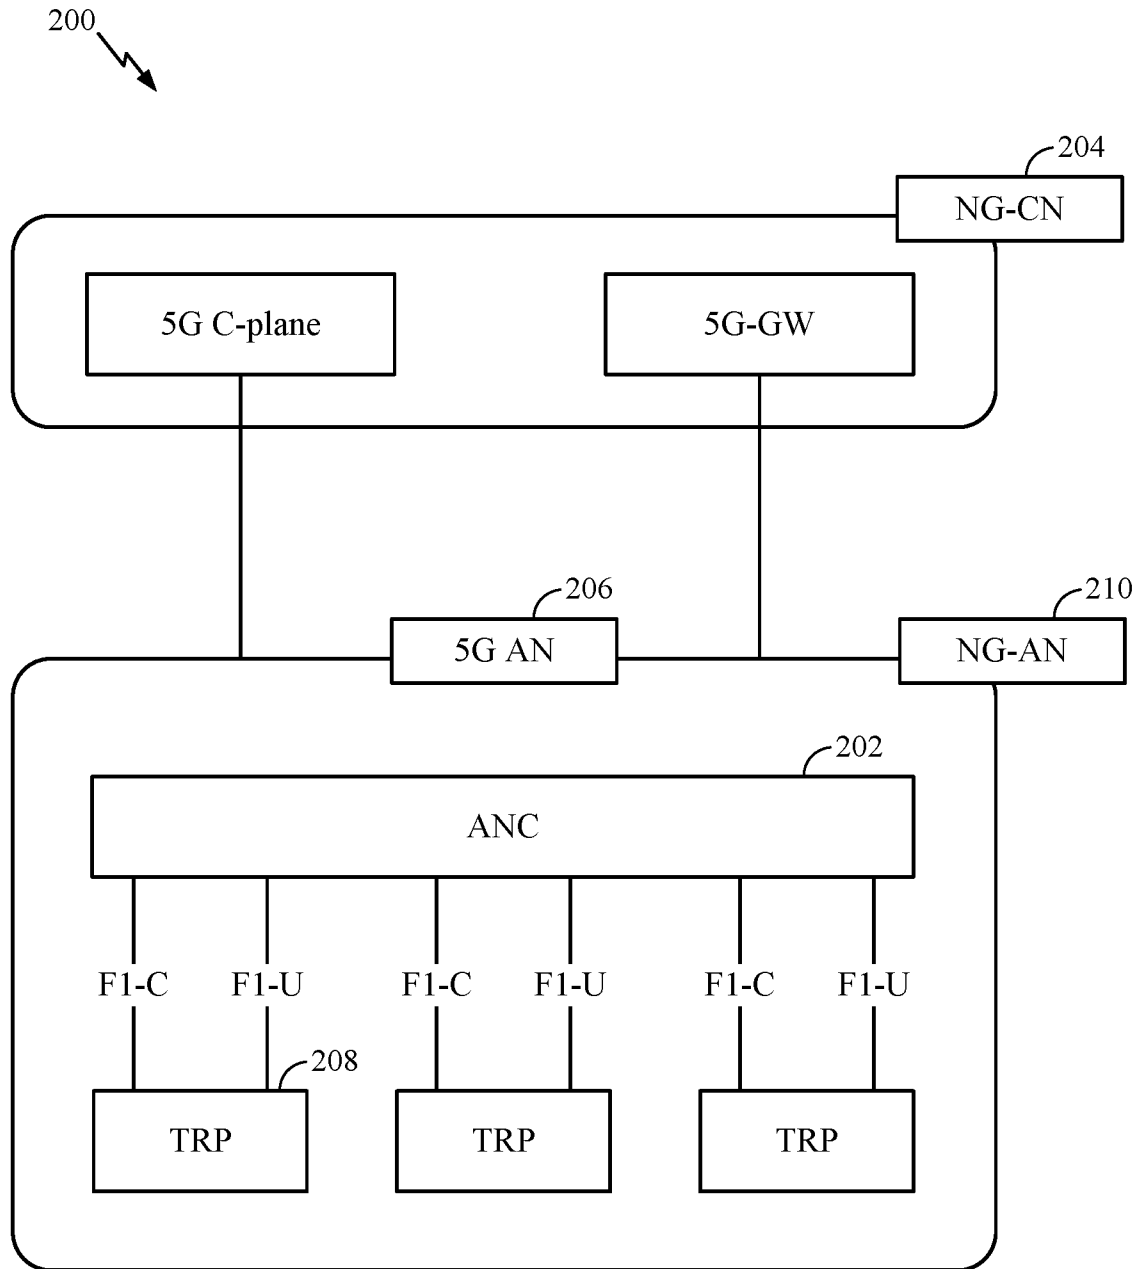 200
204
NG-CN
5G C-plane
5G-GW
206
210
5G AN
NG-AN
202
ANC
F1-C F1-U F1-C F1-U F1-C F1-U
208
TRP TRP TRP